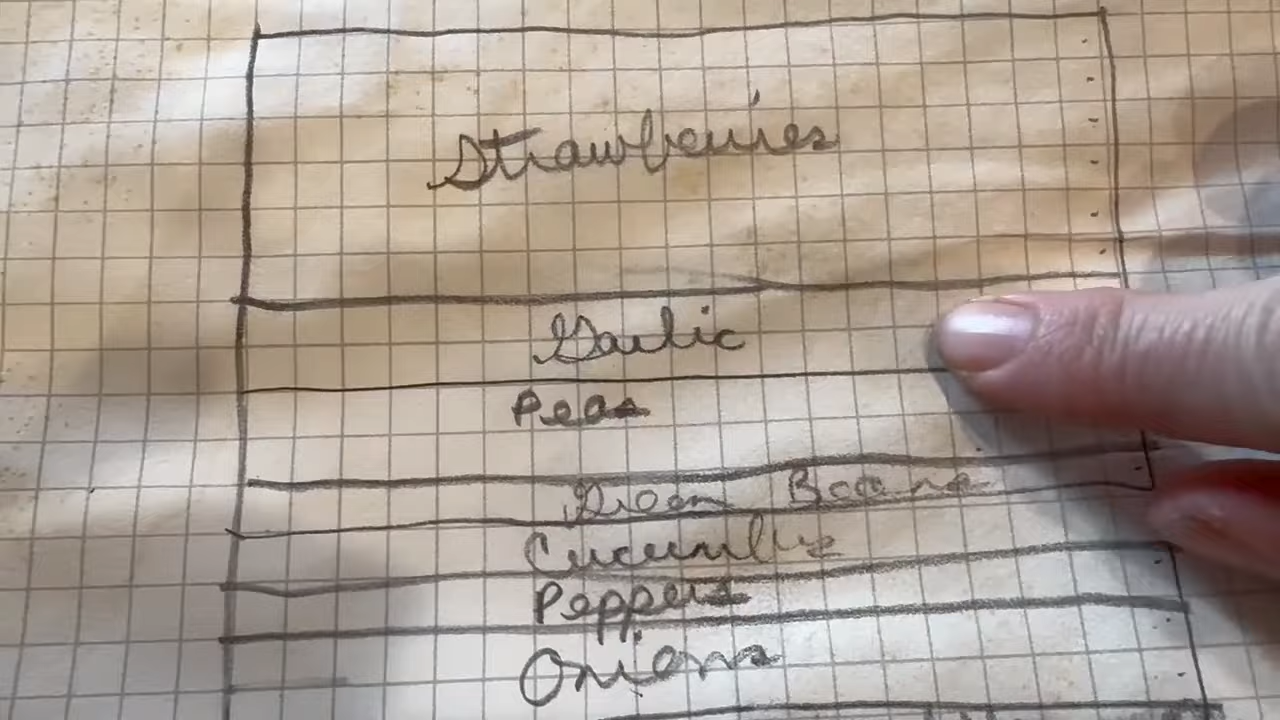 Strawberries
Garlic
Peas
Green Beans
Cucumber
Peppers
Onions